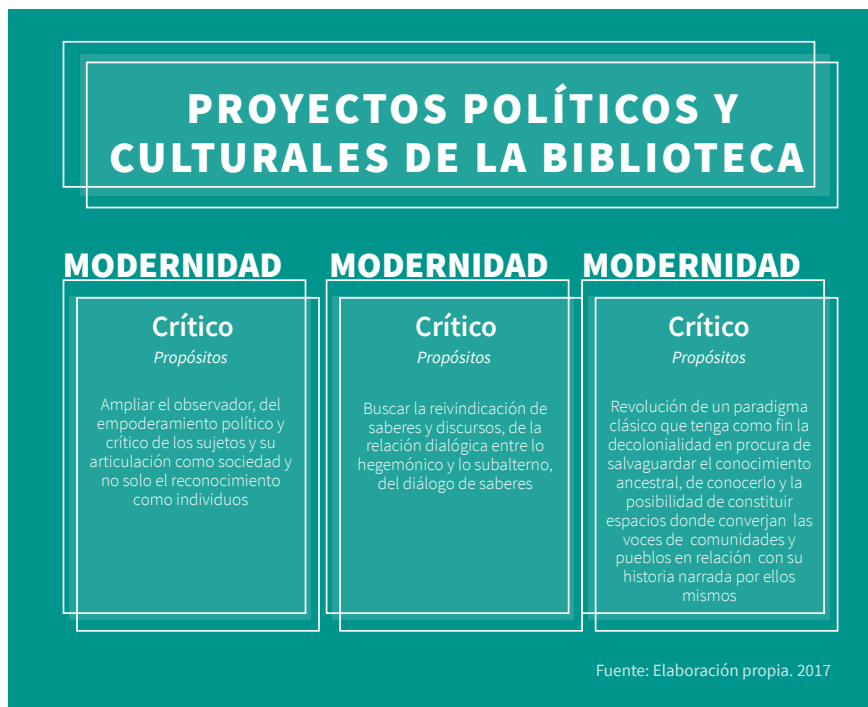 PROYECTOS POLÍTICOS Y
CULTURALES DE LA BIBLIOTECA
MODERNIDAD
Crítico
Propósitos
Ampliar el observador, del
empoderamiento político y
crítico de los sujetos y su
articulación como sociedad y
no solo el reconocimiento
como individuos
MODERNIDAD
Crítico
Propósitos
Buscar la reivindicación de
saberes y discursos, de la
relación dialógica entre lo
hegemónico y lo subalterno,
del diálogo de saberes
MODERNIDAD
Crítico
Propósitos
Revolución de un paradigma
clásico que tenga como fin la
decolonialidad en procura de
salvaguardar el conocimiento
ancestral, de conocerlo y la
posibilidad de constituir
espacios donde converjan las
voces de comunidades y
pueblos en relación con su
historia narrada por ellos
mismos
Fuente: Elaboración propia. 2017